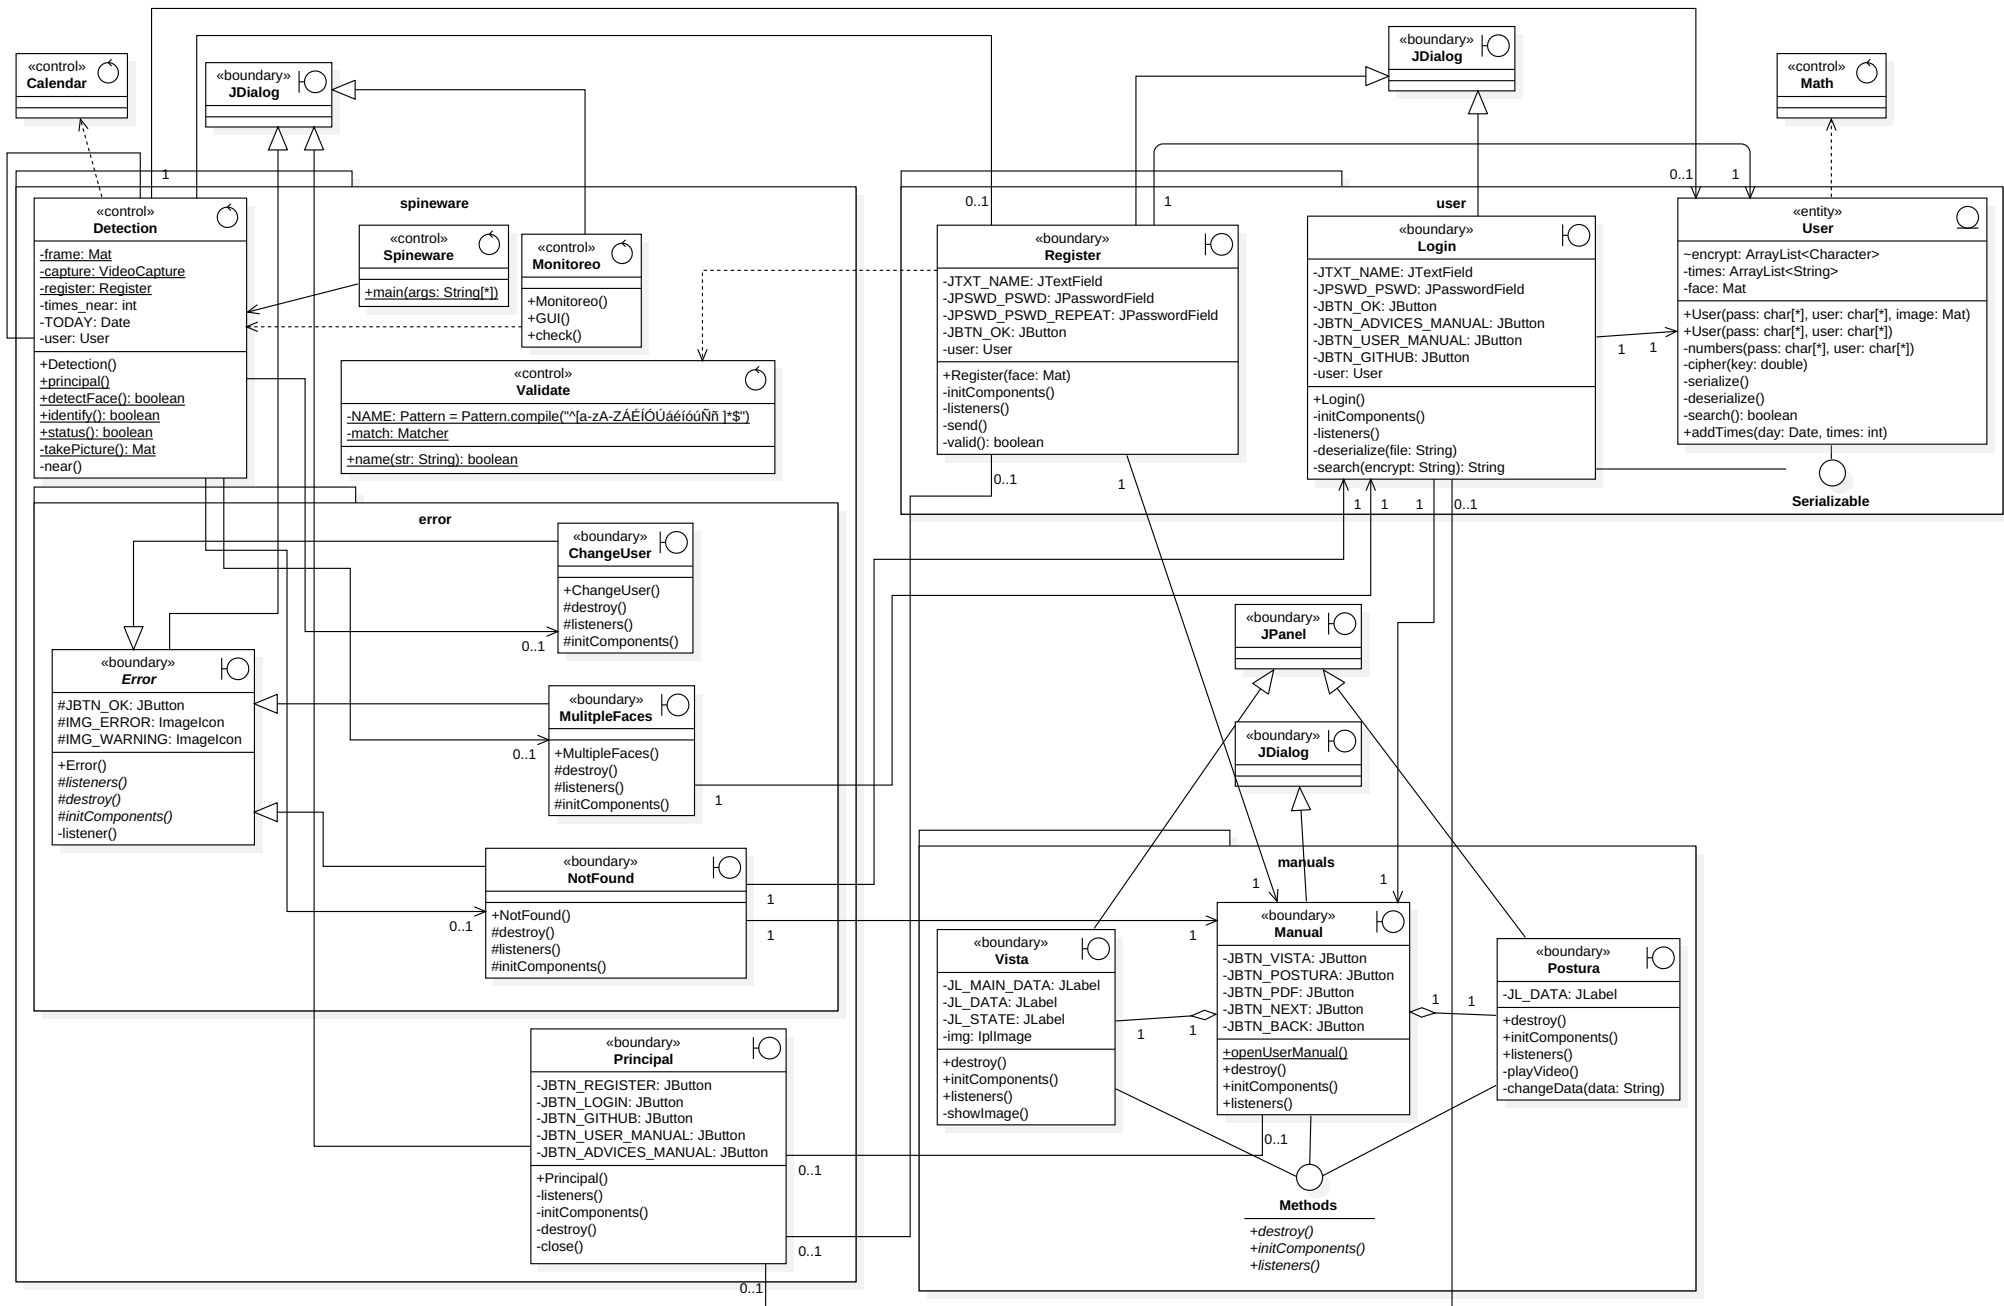 «control»
Calendar
«boundary»
JDialog
«boundary»
JDialog
«control»
Math
1
0..1
1
0..1
1
spineware
«control»
Detection
-frame: Mat
-capture: VideoCapture
-register: Register
-times_near: int
-TODAY: Date
-user: User
+Detection()
+principal()
+detectFace(): boolean
+identify(): boolean
+status(): boolean
-takePicture(): Mat
-near()
«control»
Spineware
+main(args: String[*])
«control»
Monitoreo
+Monitoreo()
+GUI()
+check()
«control»
Validate
-NAME: Pattern = Pattern.compile("^[a-zA-ZÁÉÍÓÚáéíóúÑñ ]*$")
-match: Matcher
+name(str: String): boolean
user
«boundary»
Register
-JTXT_NAME: JTextField
-JPSWD_PSWD: JPasswordField
-JPSWD_PSWD_REPEAT: JPasswordField
-JBTN_OK: JButton
-user: User
+Register(face: Mat)
-initComponents()
-listeners()
-send()
-valid(): boolean
«boundary»
Login
-JTXT_NAME: JTextField
-JPSWD_PSWD: JPasswordField
-JBTN_OK: JButton
-JBTN_ADVICES_MANUAL: JButton
-JBTN_USER_MANUAL: JButton
-JBTN_GITHUB: JButton
-user: User
+Login()
-initComponents()
-listeners()
-deserialize(file: String)
-search(encrypt: String): String
1
1
«entity»
User
~encrypt: ArrayList<Character>
-times: ArrayList<String>
-face: Mat
+User(pass: char[*], user: char[*], image: Mat)
+User(pass: char[*], user: char[*])
-numbers(pass: char[*], user: char[*])
-cipher(key: double)
-serialize()
-deserialize()
-search(): boolean
+addTimes(day: Date, times: int)
Serializable
0..1
1
1
1
1
0..1
error
«boundary»
ChangeUser
+ChangeUser()
#destroy()
#listeners()
#initComponents()
0..1
«boundary»
Error
#JBTN_OK: JButton
#IMG_ERROR: ImageIcon
#IMG_WARNING: ImageIcon
+Error()
#listeners()
#destroy()
#initComponents()
-listener()
«boundary»
MulitpleFaces
+MultipleFaces()
#destroy()
#listeners()
#initComponents()
0..1
1
«boundary»
NotFound
+NotFound()
#destroy()
#listeners()
#initComponents()
0..1
1
1
«boundary»
JPanel
«boundary»
JDialog
manuals
1
1
1
«boundary»
Manual
-JBTN_VISTA: JButton
-JBTN_POSTURA: JButton
-JBTN_PDF: JButton
-JBTN_NEXT: JButton
-JBTN_BACK: JButton
+openUserManual()
+destroy()
+initComponents()
+listeners()
«boundary»
Vista
-JL_MAIN_DATA: JLabel
-JL_DATA: JLabel
-JL_STATE: JLabel
-img: IplImage
+destroy()
+initComponents()
+listeners()
-showImage()
1
1
1
1
«boundary»
Postura
-JL_DATA: JLabel
+destroy()
+initComponents()
+listeners()
-playVideo()
-changeData(data: String)
«boundary»
Principal
-JBTN_REGISTER: JButton
-JBTN_LOGIN: JButton
-JBTN_GITHUB: JButton
-JBTN_USER_MANUAL: JButton
-JBTN_ADVICES_MANUAL: JButton
+Principal()
-listeners()
-initComponents()
-destroy()
-close()
0..1
0..1
0..1
0..1
Methods
+destroy()
+initComponents()
+listeners()